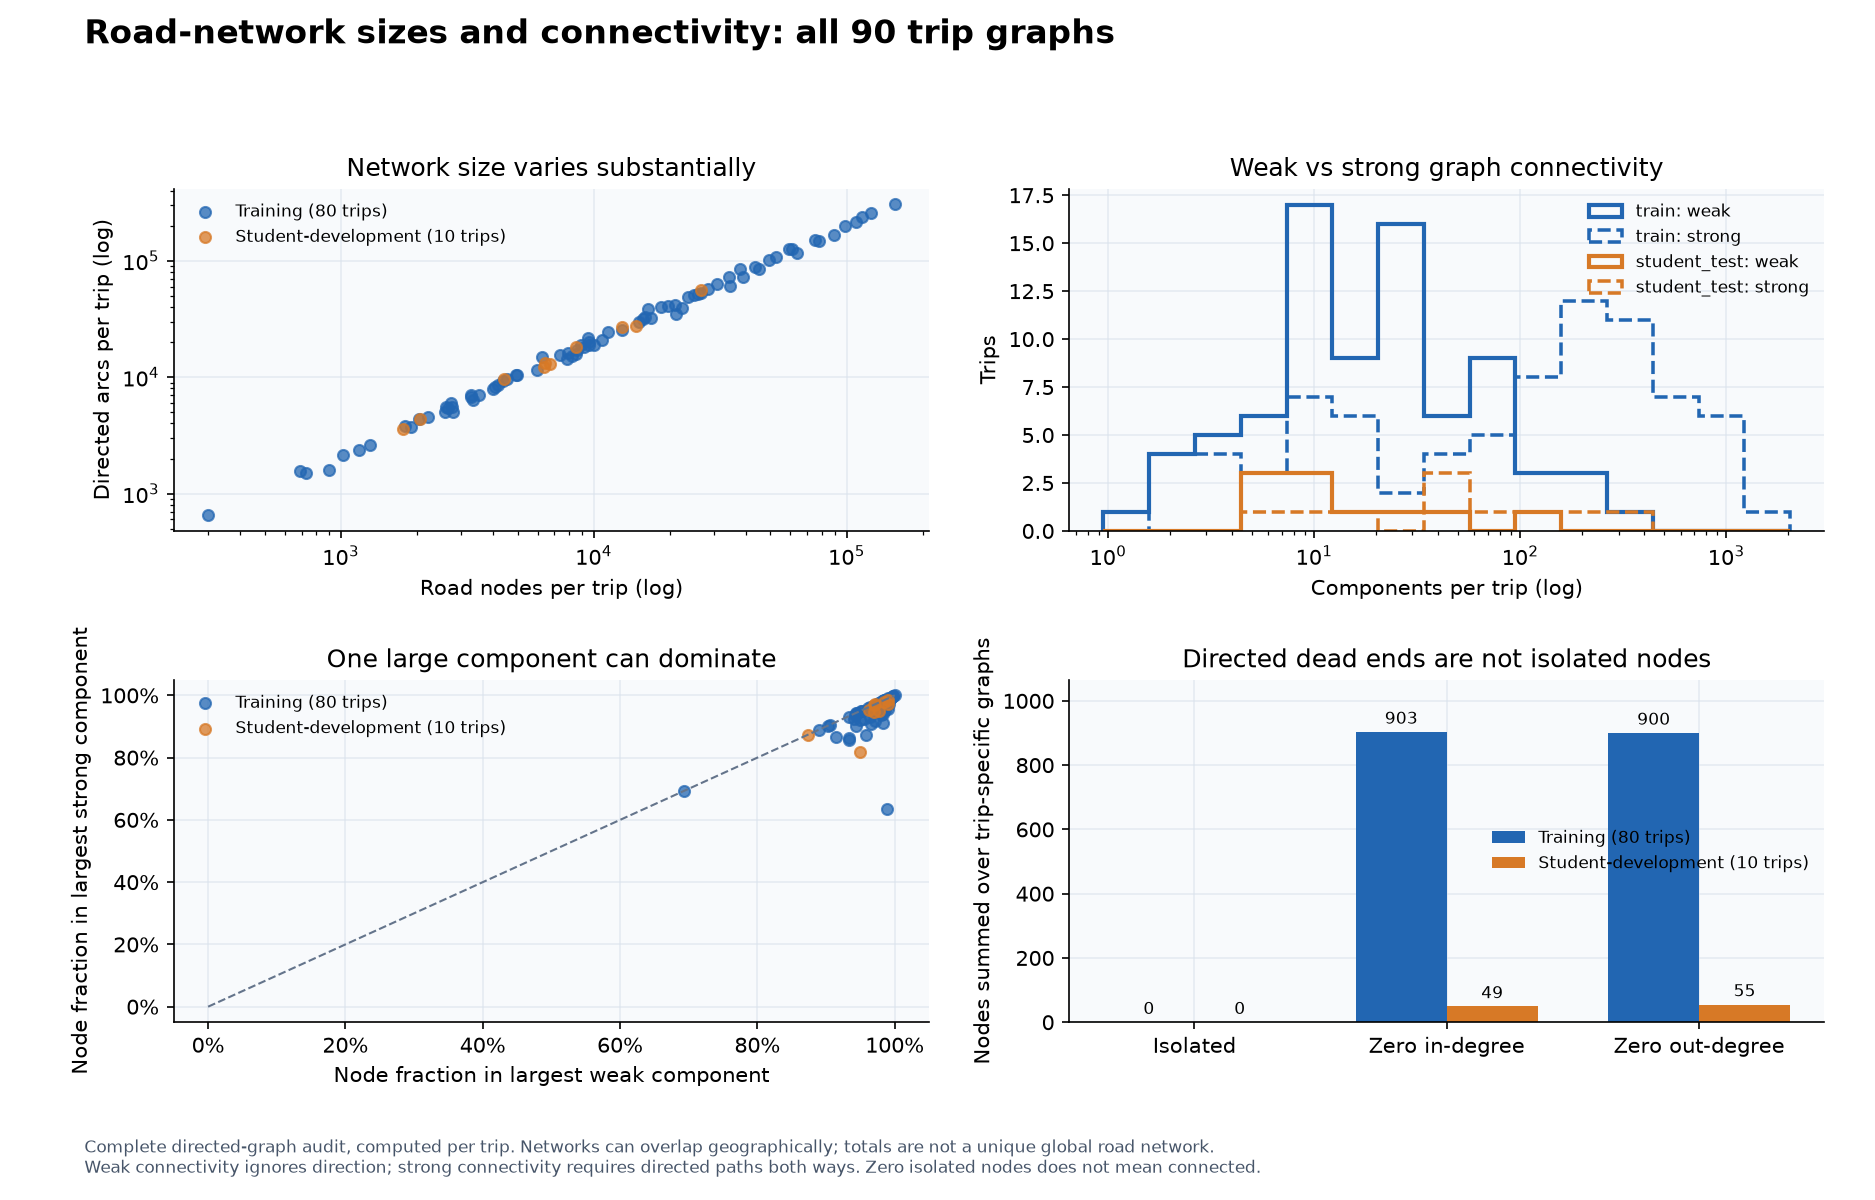 Road-network sizes and connectivity: all 90 trip graphs
Network size varies substantially
Directed arcs per trip (log)
10^5
10^4
10^3
Training (80 trips)
Student-development (10 trips)
10^3 10^4 10^5
Road nodes per trip (log)
Weak vs strong graph connectivity
Trips
17.5
15.0
12.5
10.0
7.5
5.0
2.5
0.0
train: weak
train: strong
student_test: weak
student_test: strong
10^0 10^1 10^2 10^3
Components per trip (log)
One large component can dominate
Node fraction in largest strong component
100%
80%
60%
40%
20%
0%
Training (80 trips)
Student-development (10 trips)
0% 20% 40% 60% 80% 100%
Node fraction in largest weak component
Directed dead ends are not isolated nodes
Nodes summed over trip-specific graphs
1000
800
600
400
200
0
903
900
Training (80 trips)
Student-development (10 trips)
0 0 49 55
Isolated Zero in-degree Zero out-degree
Complete directed-graph audit, computed per trip. Networks can overlap geographically; totals are not a unique global road network.
Weak connectivity ignores direction; strong connectivity requires directed paths both ways. Zero isolated nodes does not mean connected.